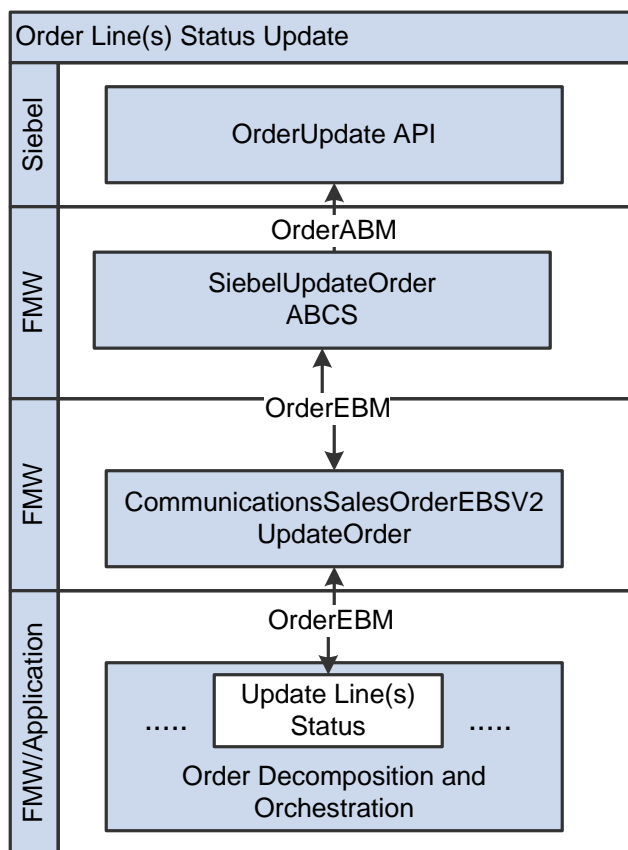 Order Line(s) Status Update
Siebel
OrderUpdate API
OrderABM
FMW
SiebelUpdateOrder
ABCS
OrderEBM
FMW
CommunicationsSalesOrderEBSV2
UpdateOrder
OrderEBM
FMW/Application
Update Line(s)
Status
..... .....
Order Decomposition and
Orchestration